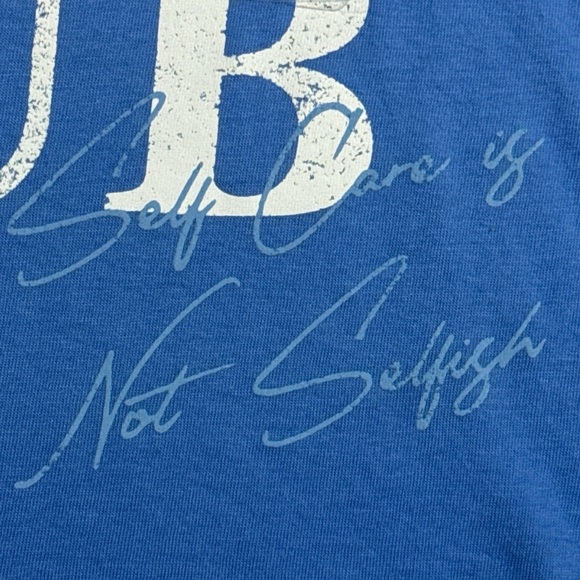 B
Self Care is
Not Selfish